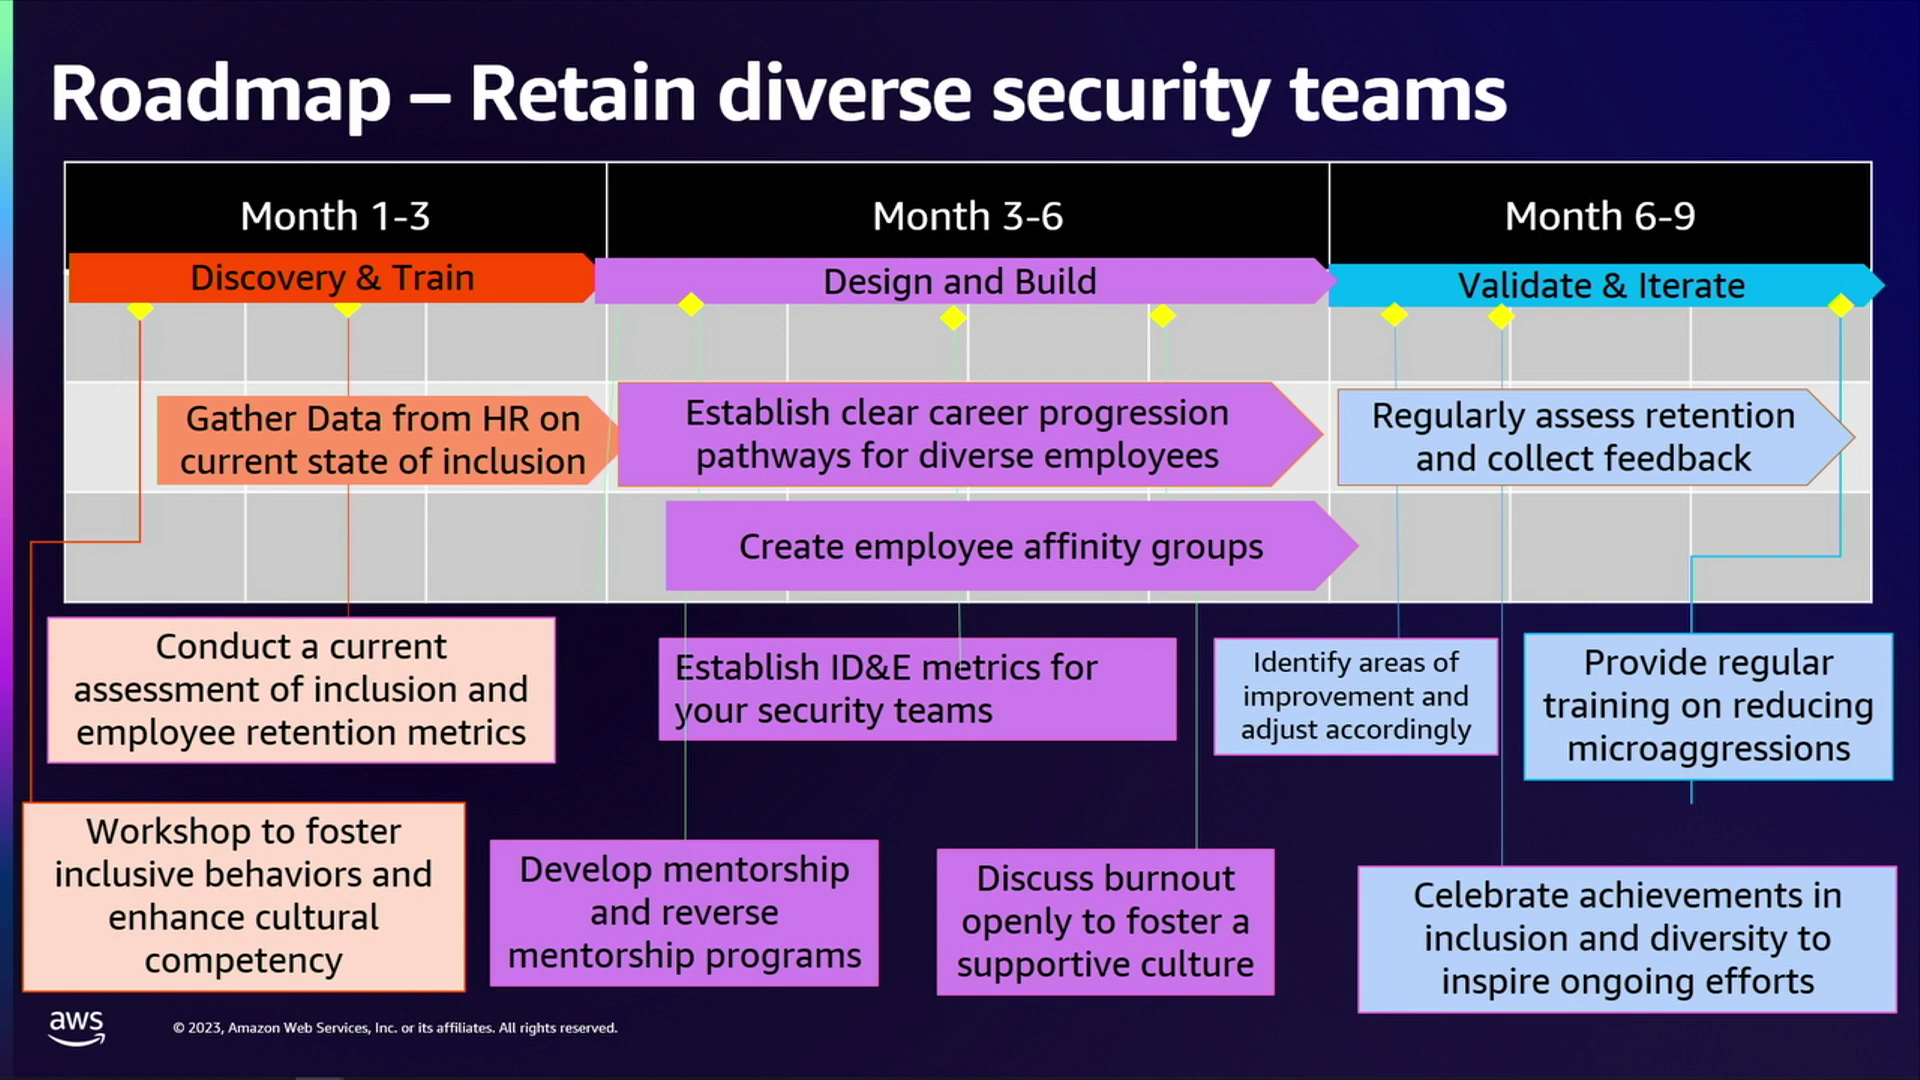 Roadmap – Retain diverse security teams
Month 1-3
Month 3-6
Month 6-9
Discovery & Train
Design and Build
Validate & Iterate
Gather Data from HR on
current state of inclusion
Establish clear career progression
pathways for diverse employees
Regularly assess retention
and collect feedback
Create employee affinity groups
Conduct a current
assessment of inclusion and
employee retention metrics
Establish ID&E metrics for
your security teams
Identify areas of
improvement and
adjust accordingly
Provide regular
training on reducing
microaggressions
Workshop to foster
inclusive behaviors and
enhance cultural
competency
Develop mentorship
and reverse
mentorship programs
Discuss burnout
openly to foster a
supportive culture
Celebrate achievements in
inclusion and diversity to
inspire ongoing efforts
aws
© 2023, Amazon Web Services, Inc. or its affiliates. All rights reserved.